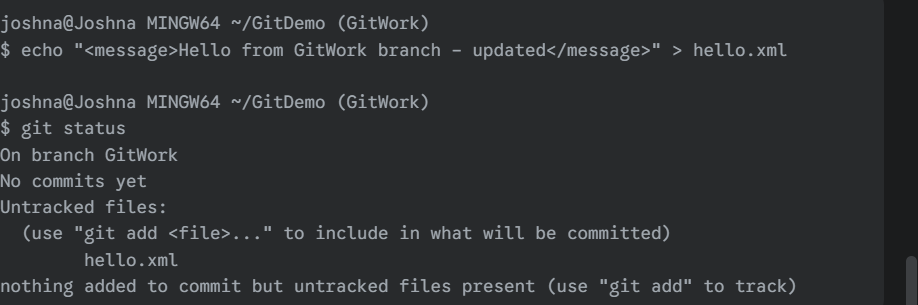 joshna@Joshna MINGW64 ~/GitDemo (GitWork)
$ echo "<message>Hello from GitWork branch – updated</message>" > hello.xml
joshna@Joshna MINGW64 ~/GitDemo (GitWork)
$ git status
On branch GitWork
No commits yet
Untracked files:
  (use "git add <file>..." to include in what will be committed)
        hello.xml
nothing added to commit but untracked files present (use "git add" to track)